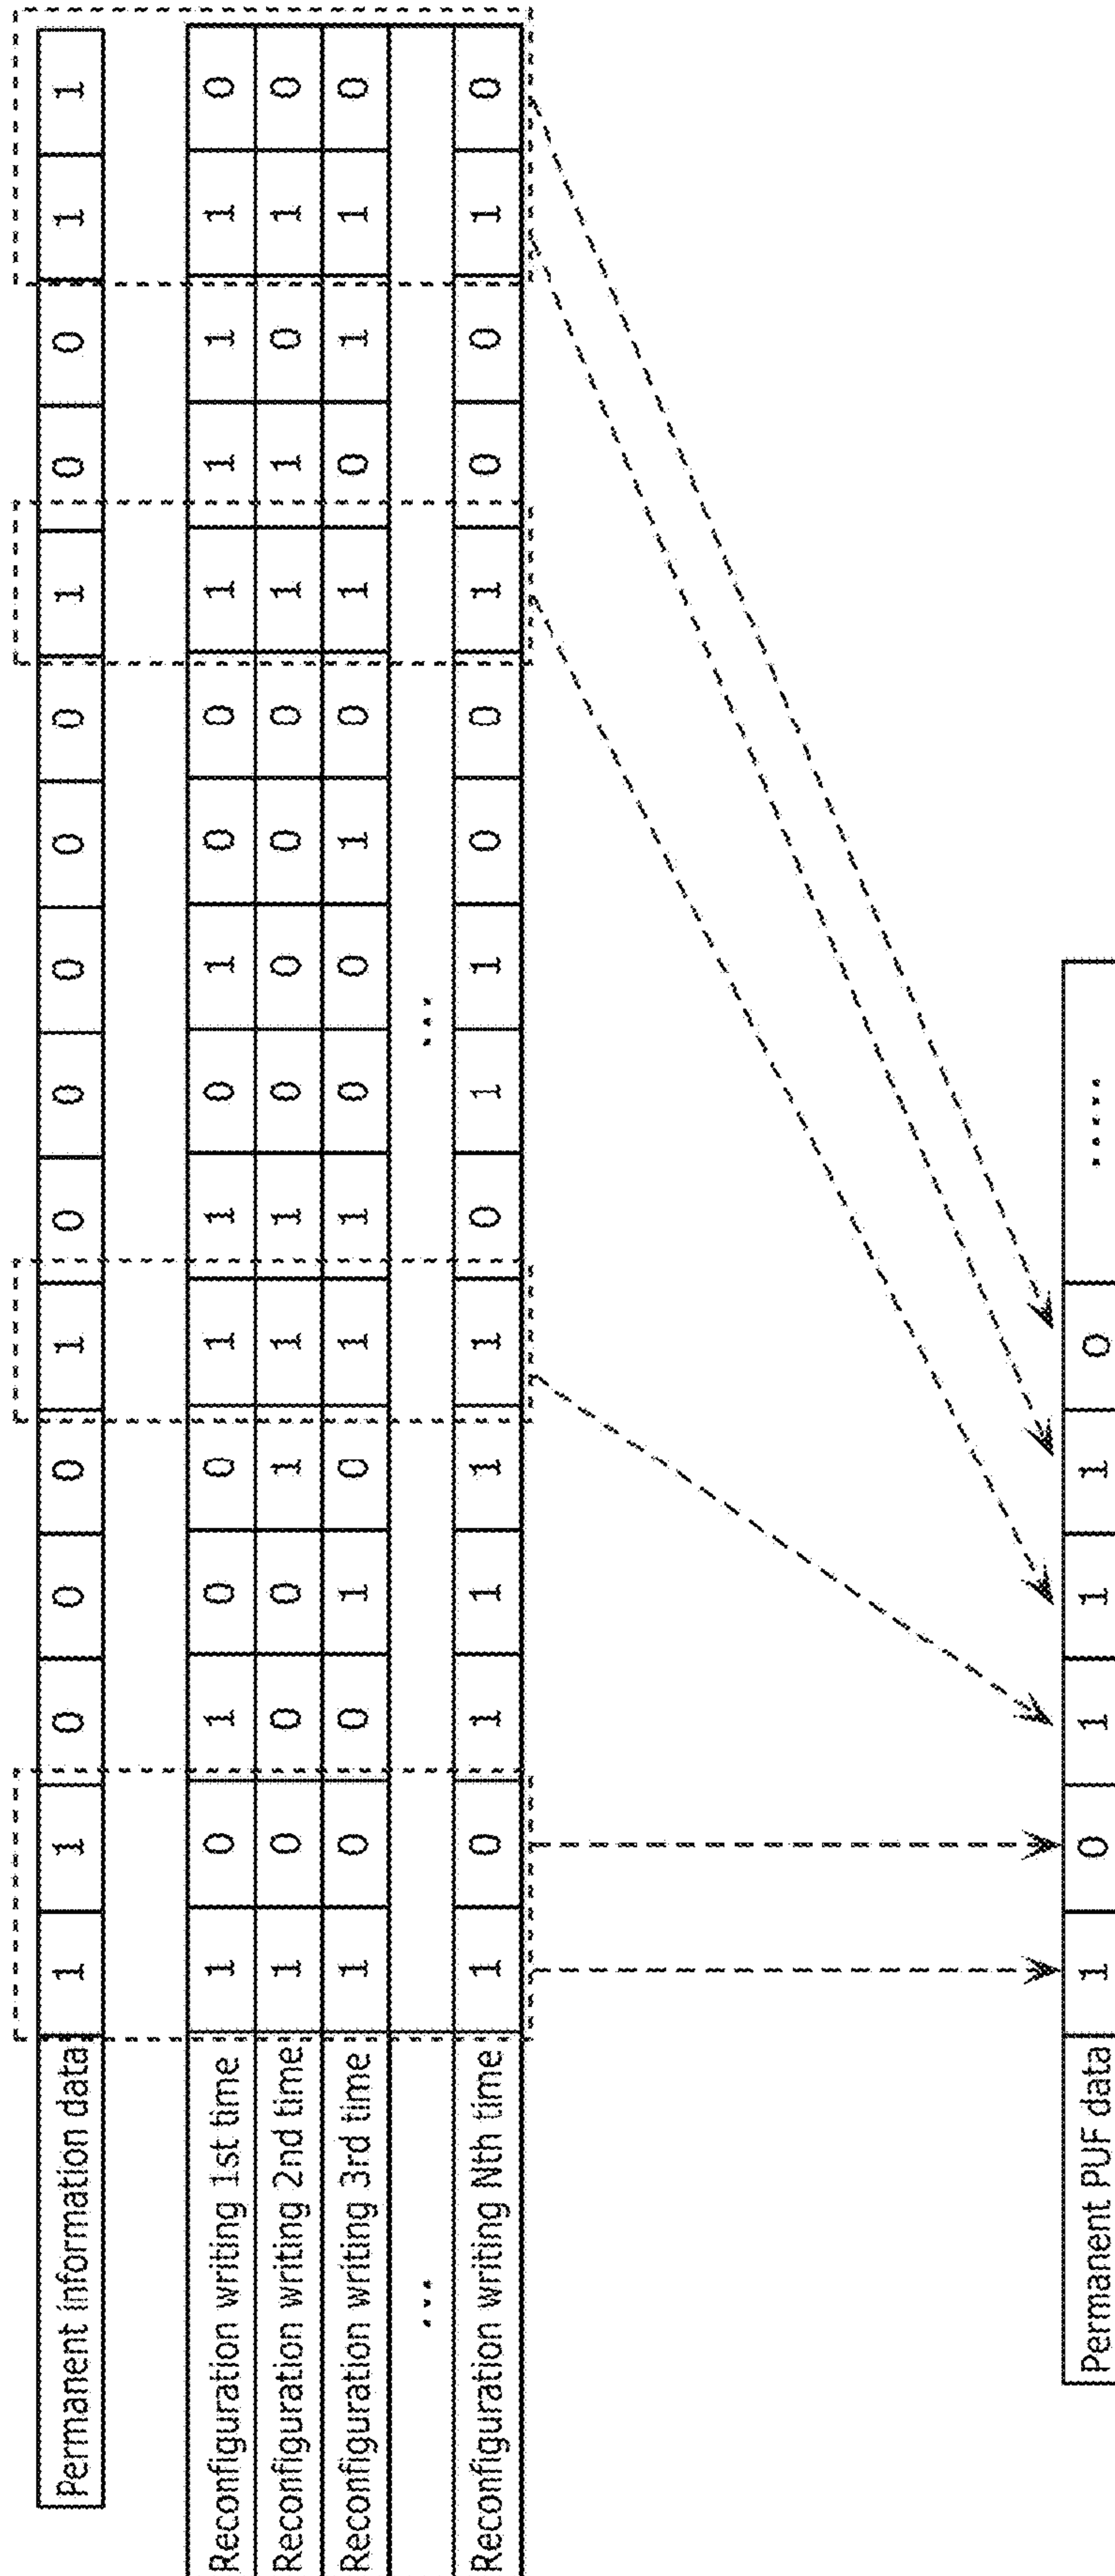 Permanent information data 1 1 0 0 0 1 0 0 0 0 0 1 0 0 1 1
Reconfiguration writing 1st time 1 0 1 0 0 1 1 0 1 0 0 1 1 1 1 0
Reconfiguration writing 2nd time 1 0 0 0 1 1 1 0 0 0 0 1 1 0 1 0
Reconfiguration writing 3rd time 1 0 0 1 0 1 1 0 0 1 0 1 0 1 1 0
... ...
Reconfiguration writing Nth time 1 0 1 1 1 1 0 1 1 0 0 1 0 0 1 0
Permanent PUF data 1 0 1 1 1 0 .....